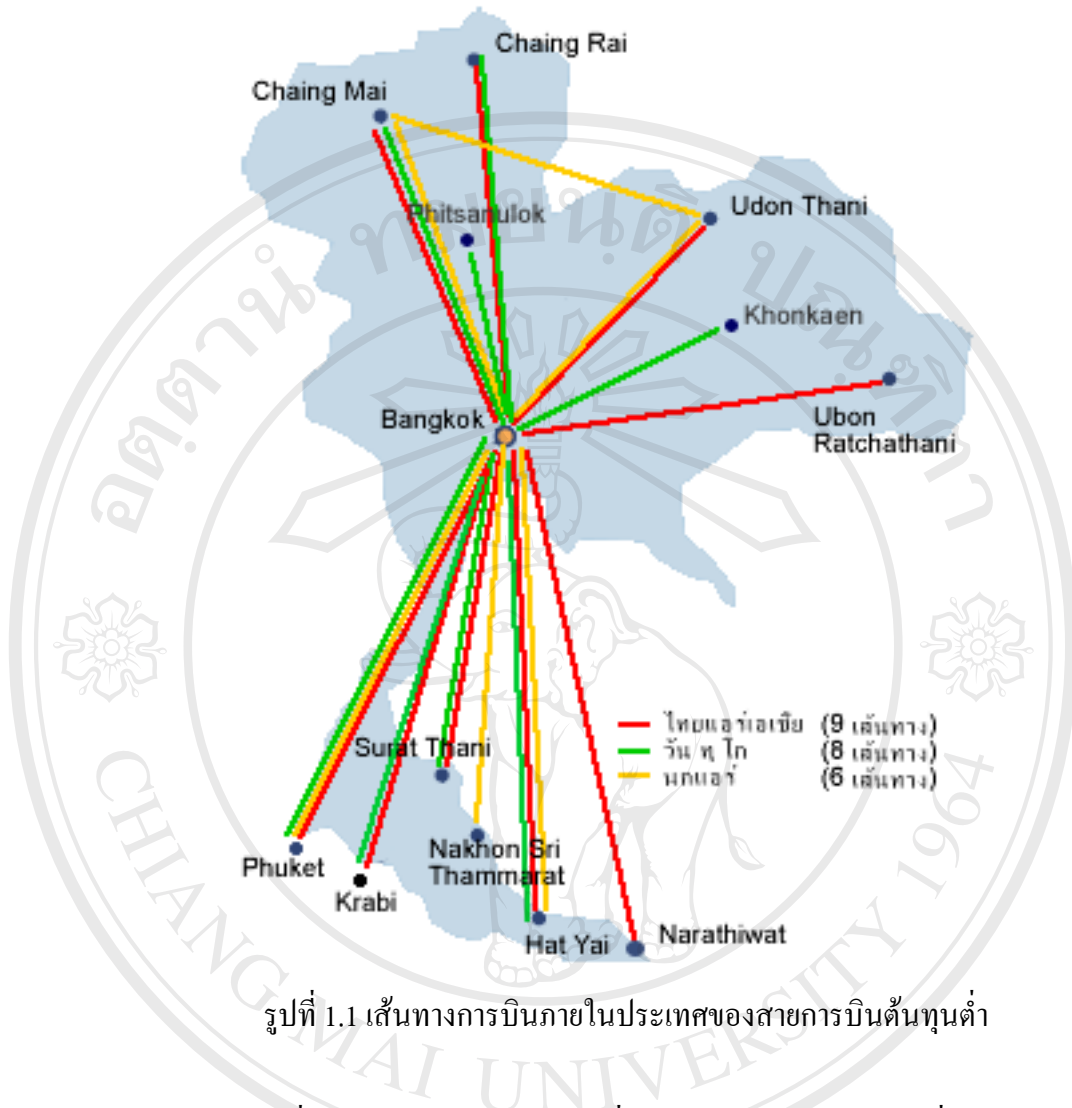 Chaing Rai
Chaing Mai
Phitsanulok
Udon Thani
Khonkaen
Bangkok
Ubon
Ratchathani
ไทยแอร์เอเชีย (9 เส้นทาง)
วัน ทู โก (8 เส้นทาง)
นกแอร์ (6 เส้นทาง)
Surat Thani
Phuket
Nakhon Sri
Thammarat
Krabi
Hat Yai
Narathiwat
รูปที่ 1.1 เส้นทางการบินภายในประเทศของสายการบินต้นทุนต่ำ
CHIANG MAI UNIVERSITY 1964